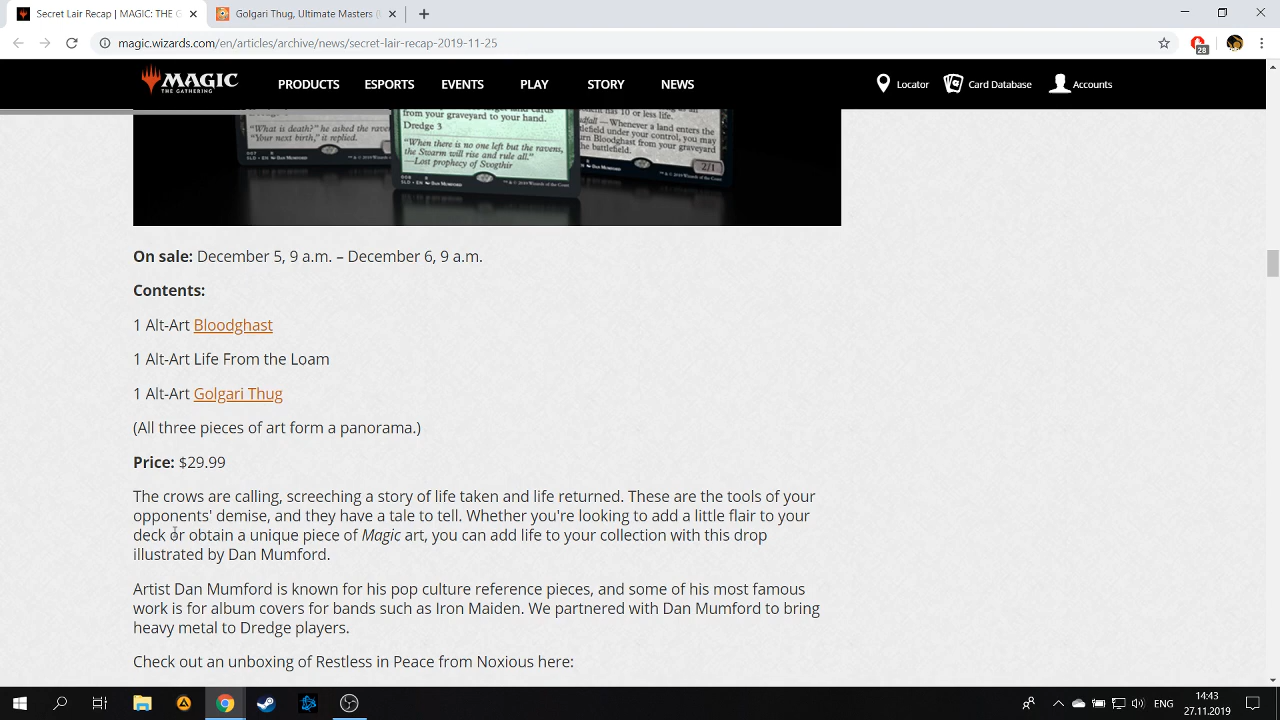 Secret Lair Recap | MAGIC: THE G
Golgari Thug, Ultimate Masters (
magic.wizards.com/en/articles/archive/news/secret-lair-recap-2019-11-25
28
MAGIC
THE GATHERING
PRODUCTS ESPORTS EVENTS PLAY STORY NEWS
Locator Card Database Accounts
from your graveyard to your hand.
Dredge 3
"When there is no one left but the ravens,
the Swarm will rise and rule all."
—Lost prophecy of Svogthir
"What is death?" he asked the raven
"Your next birth", it replied.
has 10 or less life.
Whenever a land enters the
battlefield under your control, you may
Bloodghast from your graveyard
the battlefield.
2/1
On sale: December 5, 9 a.m. – December 6, 9 a.m.
Contents:
1 Alt-Art Bloodghast
1 Alt-Art Life From the Loam
1 Alt-Art Golgari Thug
(All three pieces of art form a panorama.)
Price: $29.99
The crows are calling, screeching a story of life taken and life returned. These are the tools of your
opponents' demise, and they have a tale to tell. Whether you're looking to add a little flair to your
deck or obtain a unique piece of Magic art, you can add life to your collection with this drop
illustrated by Dan Mumford.
Artist Dan Mumford is known for his pop culture reference pieces, and some of his most famous
work is for album covers for bands such as Iron Maiden. We partnered with Dan Mumford to bring
heavy metal to Dredge players.
Check out an unboxing of Restless in Peace from Noxious here:
ENG
14:43
27.11.2019